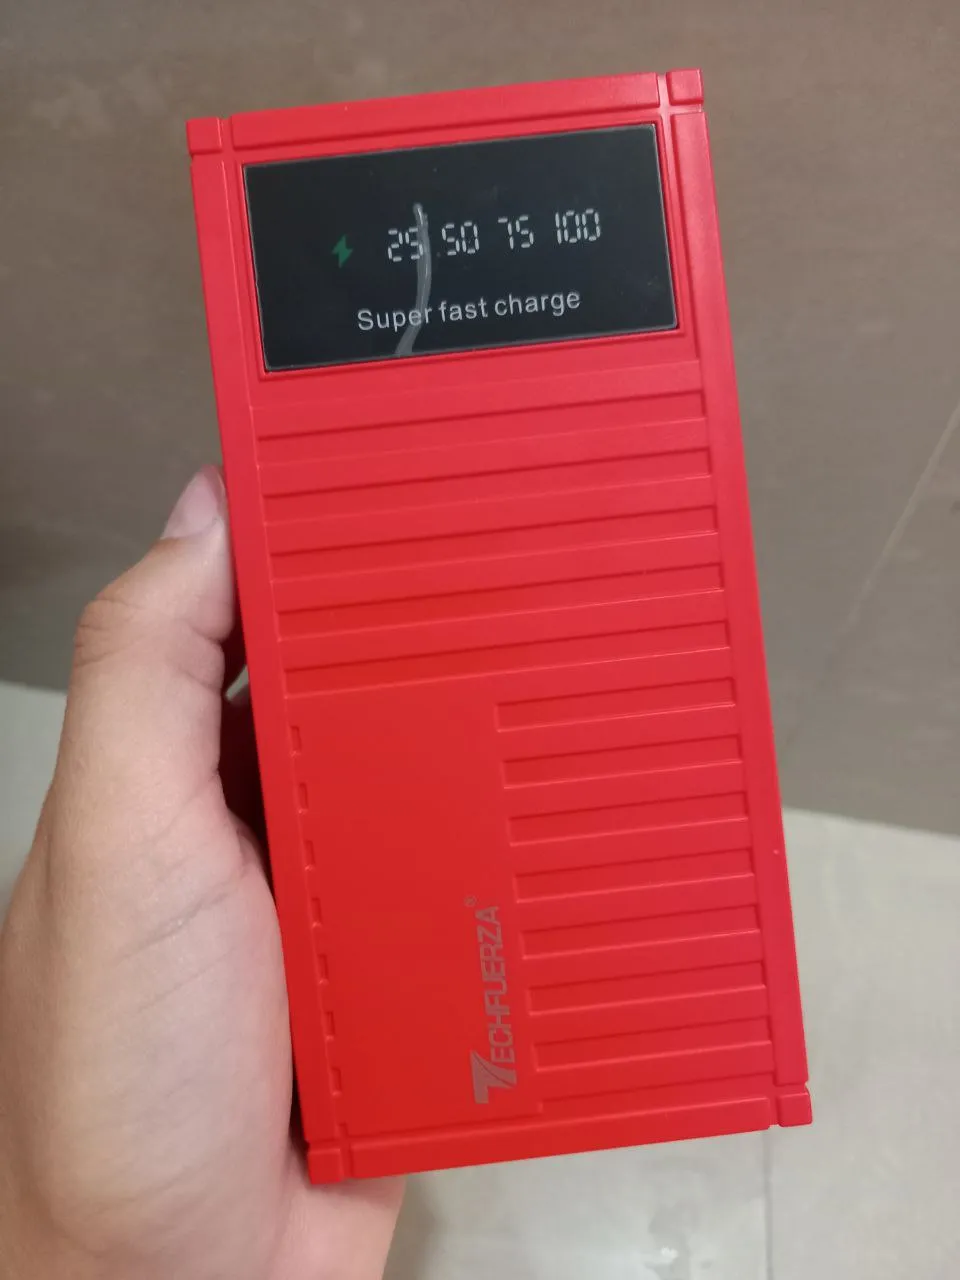 25 50 75 100
Super fast charge
TECHFUERZA®